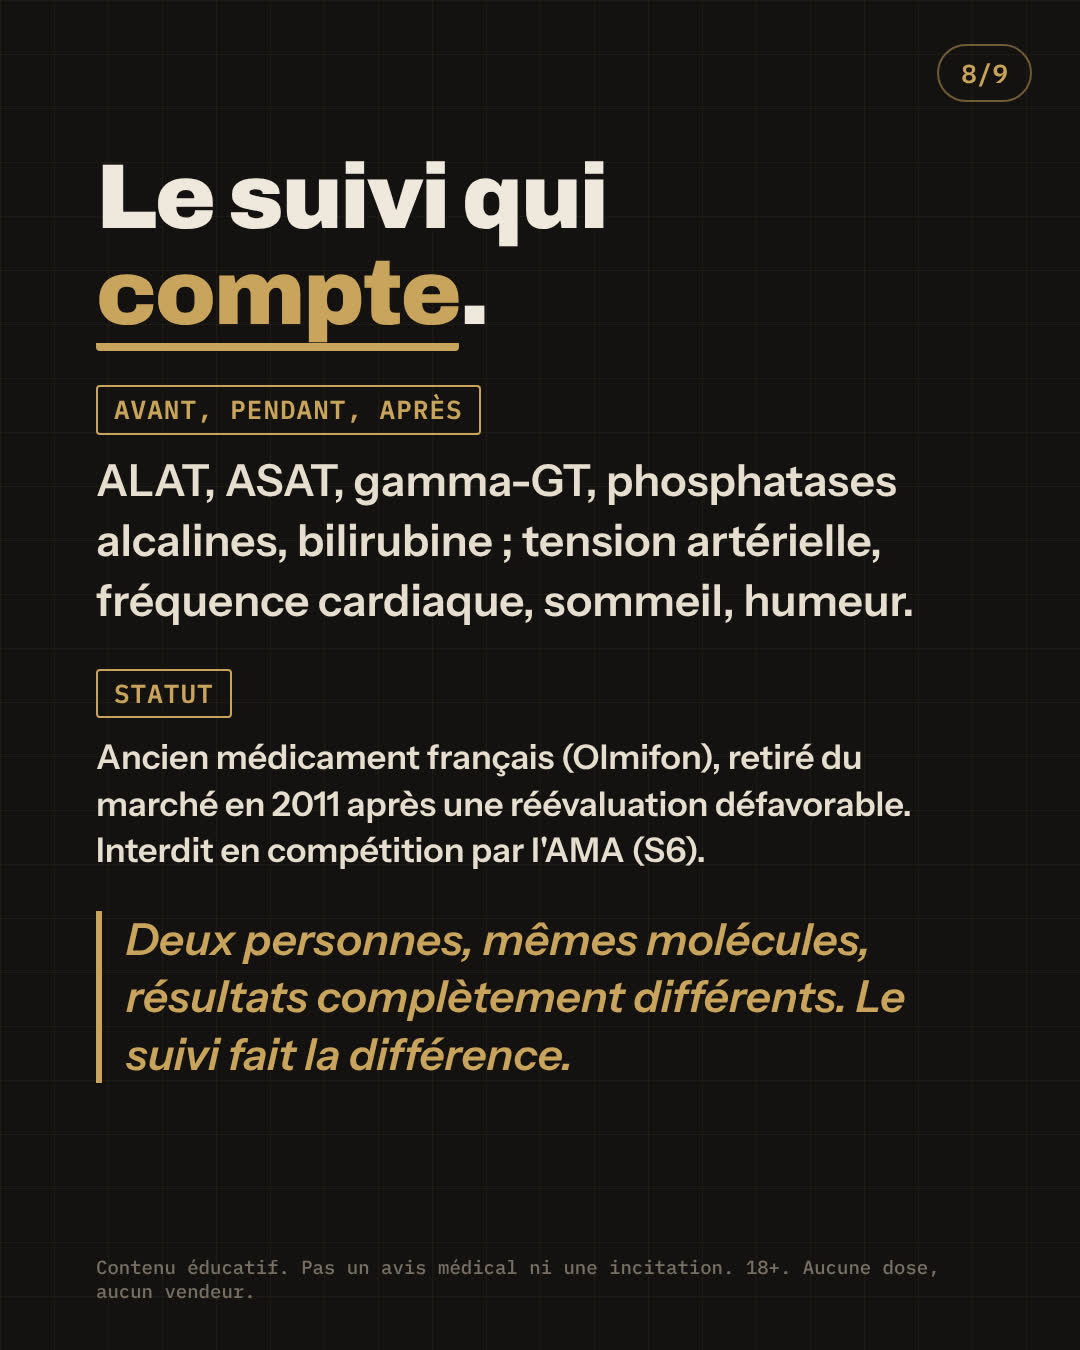 8/9
Le suivi qui
compte.
AVANT, PENDANT, APRÈS
ALAT, ASAT, gamma-GT, phosphatases
alcalines, bilirubine ; tension artérielle,
fréquence cardiaque, sommeil, humeur.
STATUT
Ancien médicament français (Olmifon), retiré du
marché en 2011 après une réévaluation défavorable.
Interdit en compétition par l'AMA (S6).
Deux personnes, mêmes molécules,
résultats complètement différents. Le
suivi fait la différence.
Contenu éducatif. Pas un avis médical ni une incitation. 18+. Aucune dose,
aucun vendeur.